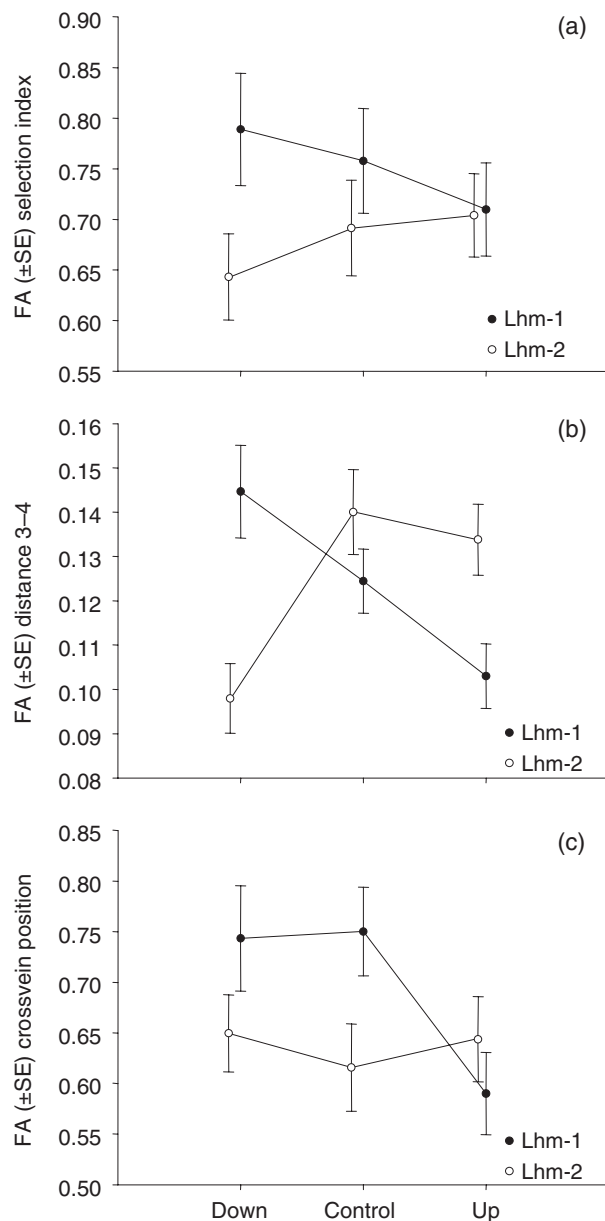 (a)
FA (±SE) selection index
0.90
0.85
0.80
0.75
0.70
0.65
0.60
0.55
Lhm-1
Lhm-2
(b)
FA (±SE) distance 3–4
0.16
0.15
0.14
0.13
0.12
0.11
0.10
0.09
0.08
Lhm-1
Lhm-2
(c)
FA (±SE) crossvein position
0.85
0.80
0.75
0.70
0.65
0.60
0.55
0.50
Lhm-1
Lhm-2
Down Control Up